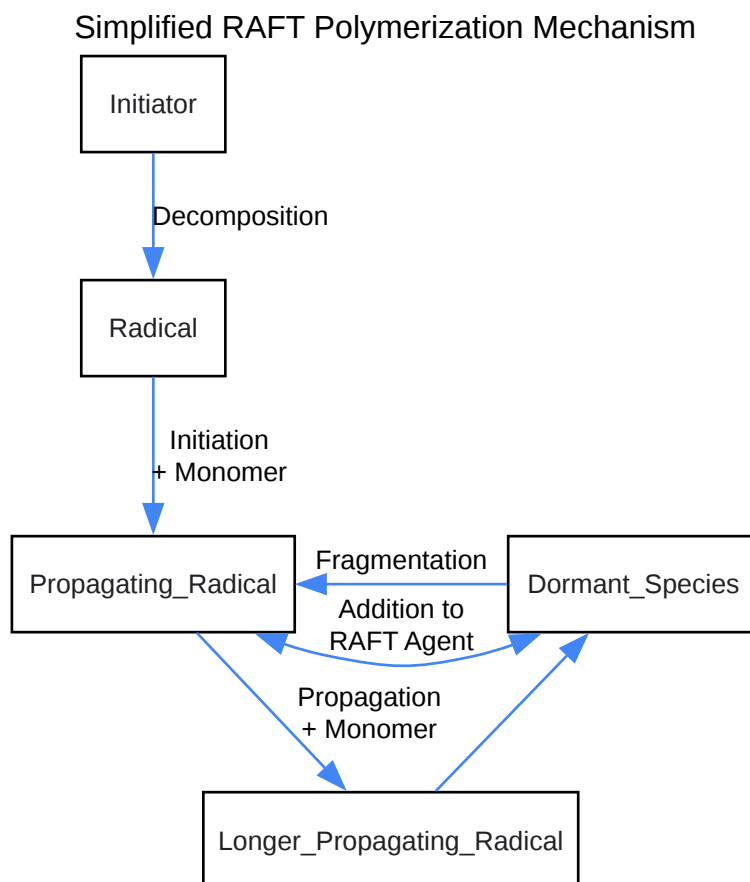 Simplified RAFT Polymerization Mechanism
Initiator
Decomposition
Radical
Initiation
+ Monomer
Propagating_Radical
Fragmentation
Dormant_Species
Addition to
RAFT Agent
Propagation
+ Monomer
Longer_Propagating_Radical